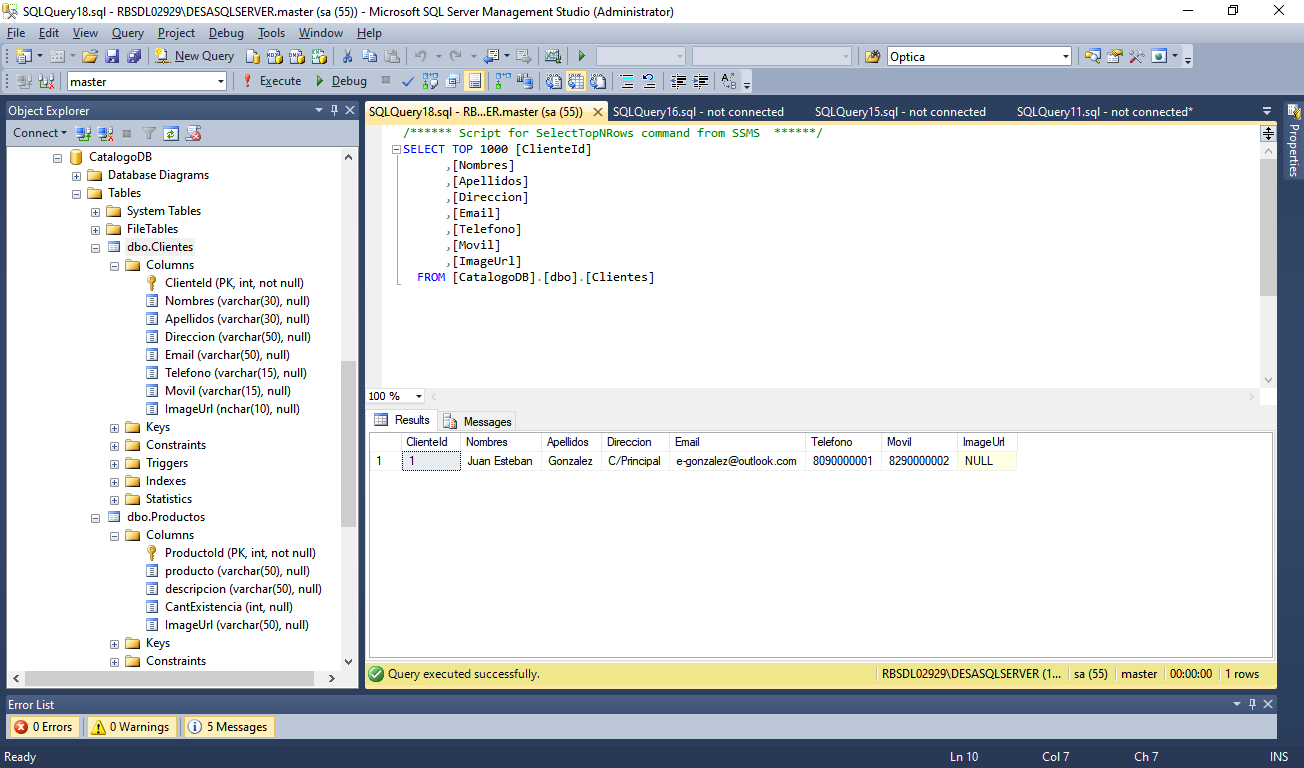 SQLQuery18.sql - RBSDL02929\DESASQLSERVER.master (sa (55)) - Microsoft SQL Server Management Studio (Administrator)
File Edit View Query Project Debug Tools Window Help
New Query Optica
master Execute Debug
Object Explorer
Connect
CatalogoDB
Database Diagrams
Tables
System Tables
FileTables
dbo.Clientes
Columns
ClienteId (PK, int, not null)
Nombres (varchar(30), null)
Apellidos (varchar(30), null)
Direccion (varchar(50), null)
Email (varchar(50), null)
Telefono (varchar(15), null)
Movil (varchar(15), null)
ImageUrl (nchar(10), null)
Keys
Constraints
Triggers
Indexes
Statistics
dbo.Productos
Columns
ProductoId (PK, int, not null)
producto (varchar(50), null)
descripcion (varchar(50), null)
CantExistencia (int, null)
ImageUrl (varchar(50), null)
Keys
Constraints
SQLQuery18.sql - RB...ER.master (sa (55)) SQLQuery16.sql - not connected SQLQuery15.sql - not connected SQLQuery11.sql - not connected*
/****** Script for SelectTopNRows command from SSMS ******/
SELECT TOP 1000 [ClienteId]
,[Nombres]
,[Apellidos]
,[Direccion]
,[Email]
,[Telefono]
,[Movil]
,[ImageUrl]
FROM [CatalogoDB].[dbo].[Clientes]
100 %
Results Messages
ClienteId Nombres Apellidos Direccion Email Telefono Movil ImageUrl
1 1 Juan Esteban Gonzalez C/Principal e-gonzalez@outlook.com 8090000001 8290000002 NULL
Query executed successfully. RBSDL02929\DESASQLSERVER (1... sa (55) master 00:00:00 1 rows
Properties
Error List
0 Errors 0 Warnings 5 Messages
Ready Ln 10 Col 7 Ch 7 INS